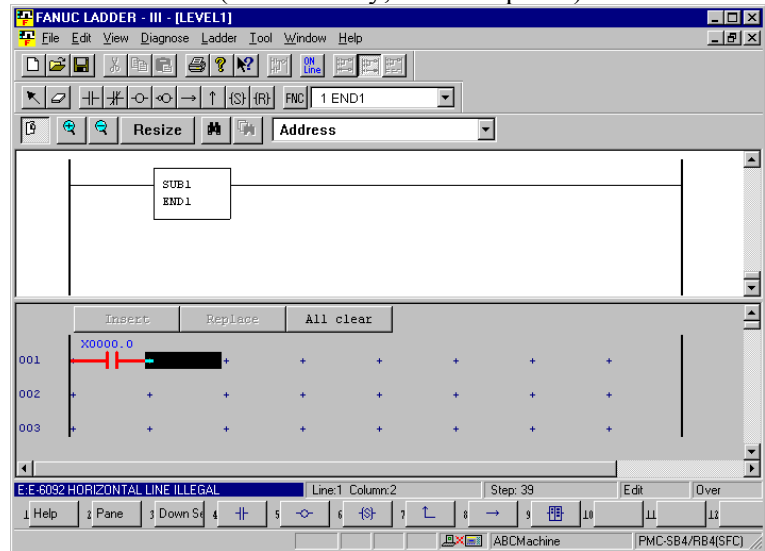 FANUC LADDER - III - [LEVEL1]
File Edit View Diagnose Ladder Tool Window Help
ON Line
{S} {R} FNC 1 END1
Resize Address
SUB1
END1
Insert Replace All clear
X0000.0
001
002
003
E:E-6092 HORIZONTAL LINE ILLEGAL Line:1 Column:2 Step: 39 Edit Over
1 Help 2 Pane 3 Down Se 4 5 6 (S) 7 8 9 10 11 12
ABCMachine PMC-SB4/RB4(SFC)